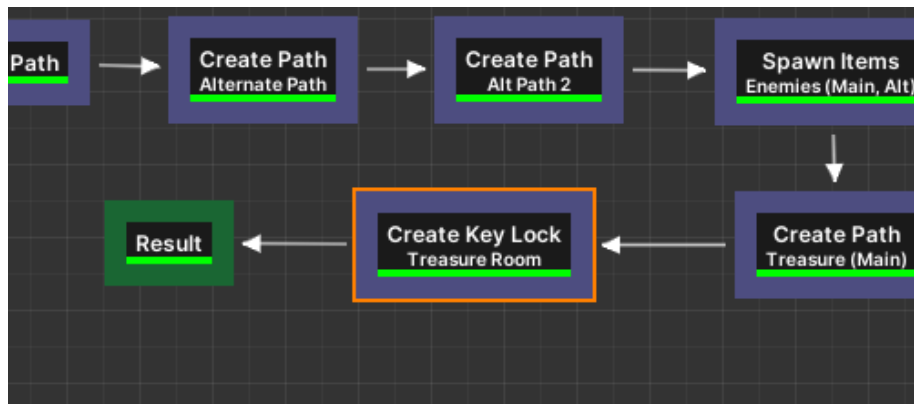 Path
Create Path
Alternate Path
Create Path
Alt Path 2
Spawn Items
Enemies (Main, Alt)
Result
Create Key Lock
Treasure Room
Create Path
Treasure (Main)